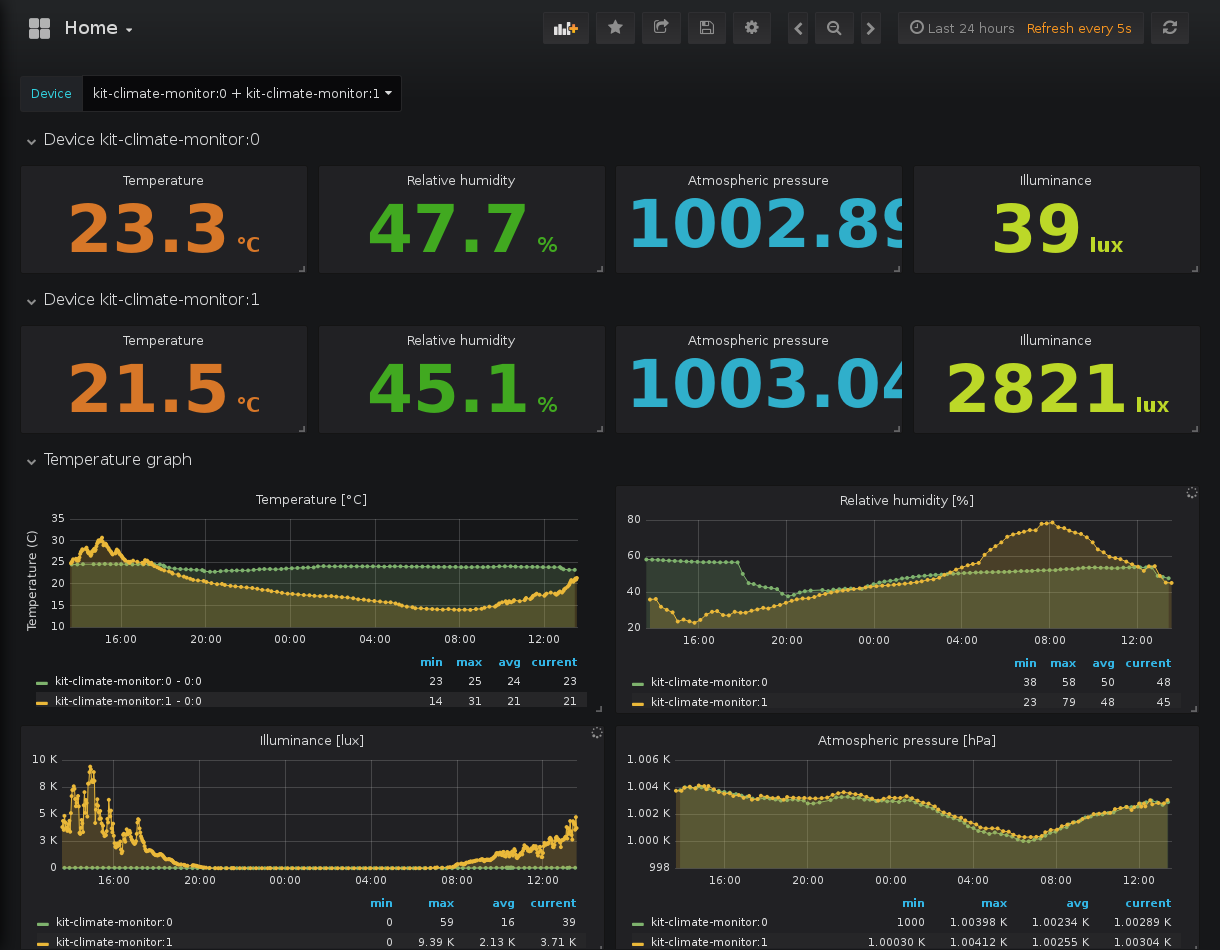 Home
Last 24 hours Refresh every 5s
Device kit-climate-monitor:0 + kit-climate-monitor:1
Device kit-climate-monitor:0
Temperature Relative humidity Atmospheric pressure Illuminance
23.3 °C 47.7 % 1002.89 39 lux
Device kit-climate-monitor:1
Temperature Relative humidity Atmospheric pressure Illuminance
21.5 °C 45.1 % 1003.04 2821 lux
Temperature graph
Temperature [°C]
Temperature (C)
35
30
25
20
15
10
16:00 20:00 00:00 04:00 08:00 12:00
min max avg current
kit-climate-monitor:0 - 0:0 23 25 24 23
kit-climate-monitor:1 - 0:0 14 31 21 21
Relative humidity [%]
80
60
40
20
16:00 20:00 00:00 04:00 08:00 12:00
min max avg current
kit-climate-monitor:0 38 58 50 48
kit-climate-monitor:1 23 79 48 45
Illuminance [lux]
10 K
8 K
5 K
3 K
0
16:00 20:00 00:00 04:00 08:00 12:00
min max avg current
kit-climate-monitor:0 0 59 16 39
kit-climate-monitor:1 0 9.39 K 2.13 K 3.71 K
Atmospheric pressure [hPa]
1.006 K
1.004 K
1.002 K
1.000 K
998
16:00 20:00 00:00 04:00 08:00 12:00
min max avg current
kit-climate-monitor:0 1000 1.00398 K 1.00234 K 1.00289 K
kit-climate-monitor:1 1.00030 K 1.00412 K 1.00255 K 1.00304 K